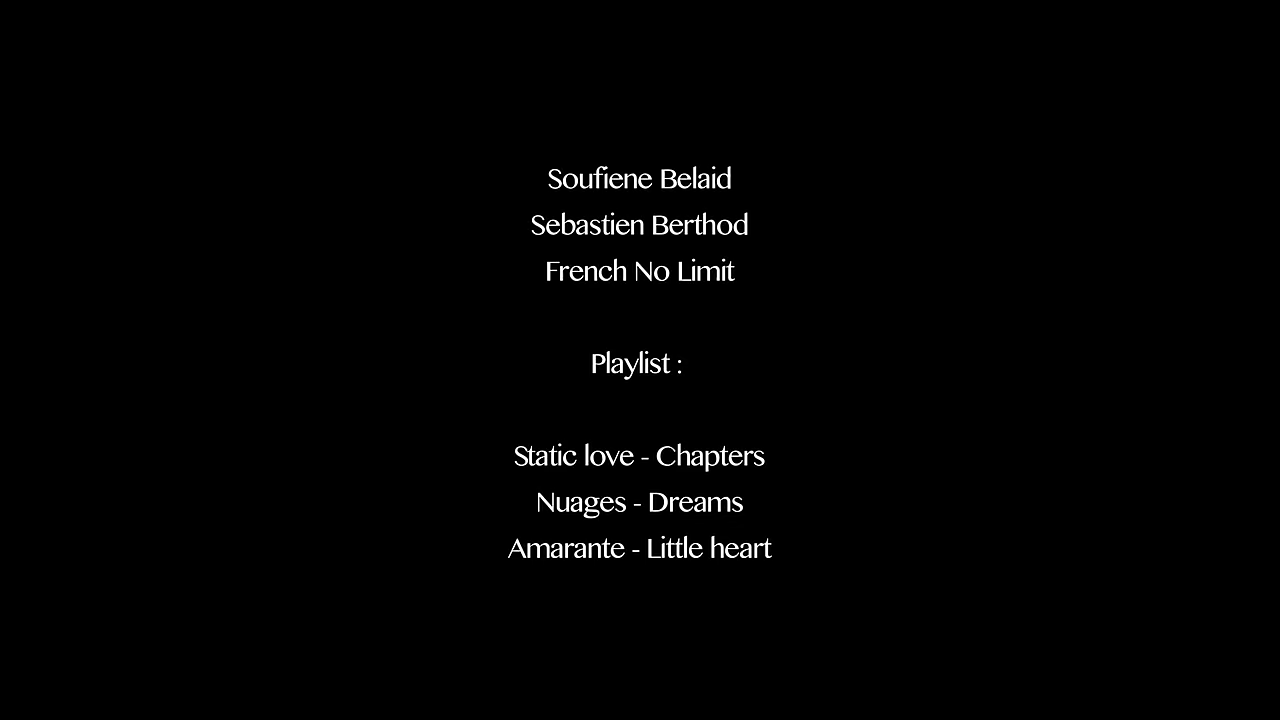 Soufiene Belaid
Sebastien Berthod
French No Limit
Playlist :
Static love - Chapters
Nuages - Dreams
Amarante - Little heart